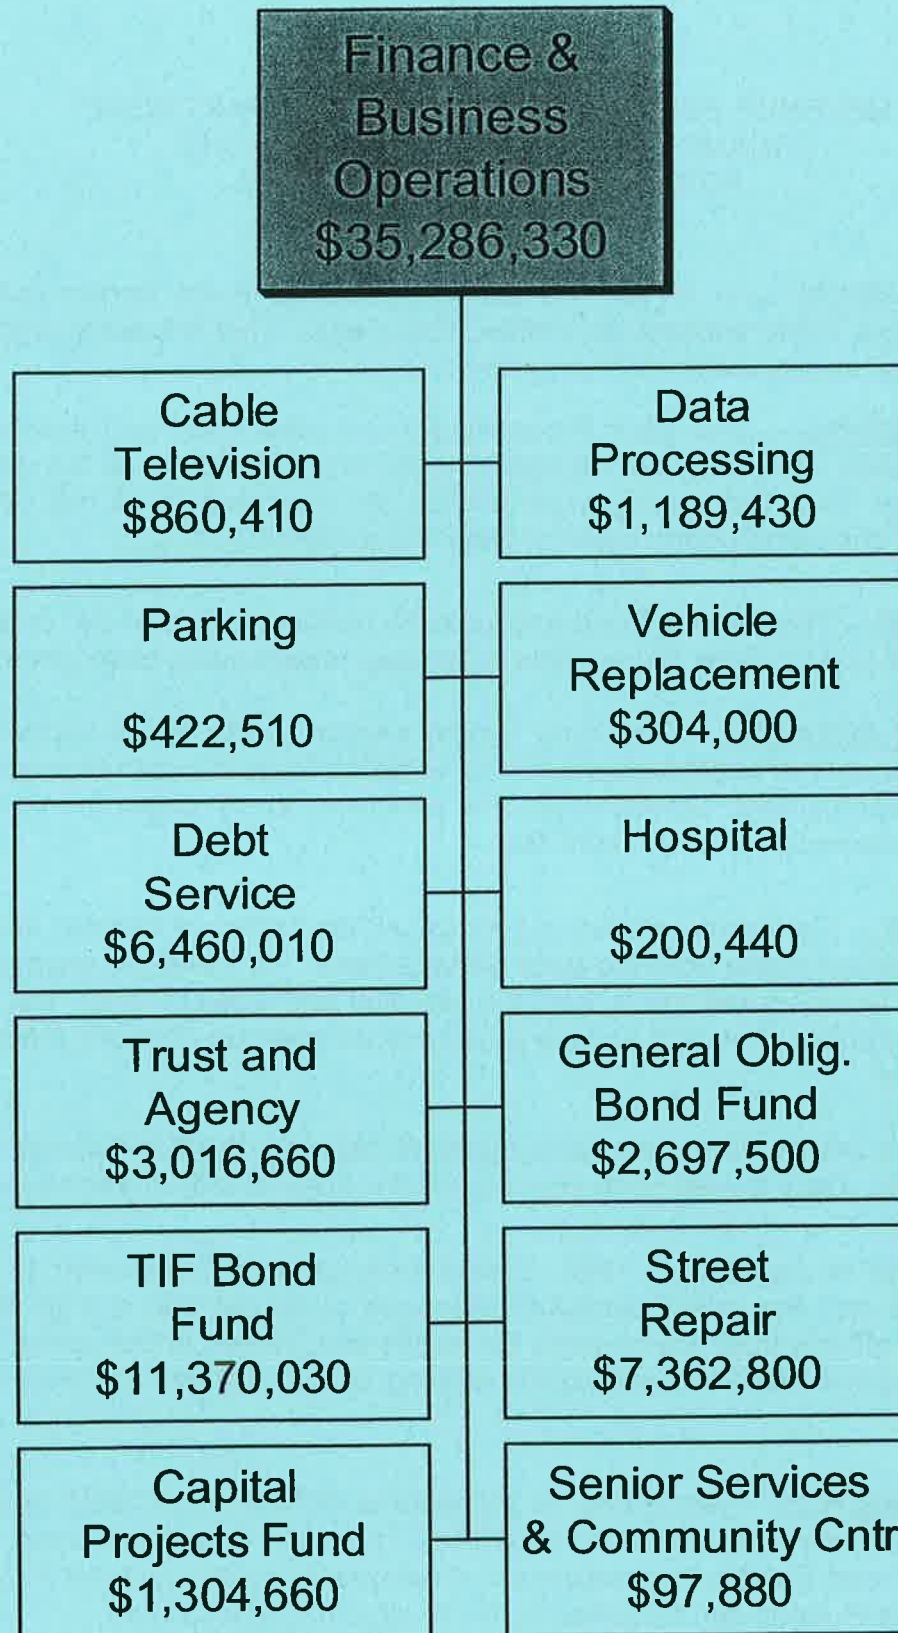 Finance &
Business
Operations
$35,286,330
Cable
Television
$860,410
Data
Processing
$1,189,430
Parking
$422,510
Vehicle
Replacement
$304,000
Debt
Service
$6,460,010
Hospital
$200,440
Trust and
Agency
$3,016,660
General Oblig.
Bond Fund
$2,697,500
TIF Bond
Fund
$11,370,030
Street
Repair
$7,362,800
Capital
Projects Fund
$1,304,660
Senior Services
& Community Cntr
$97,880